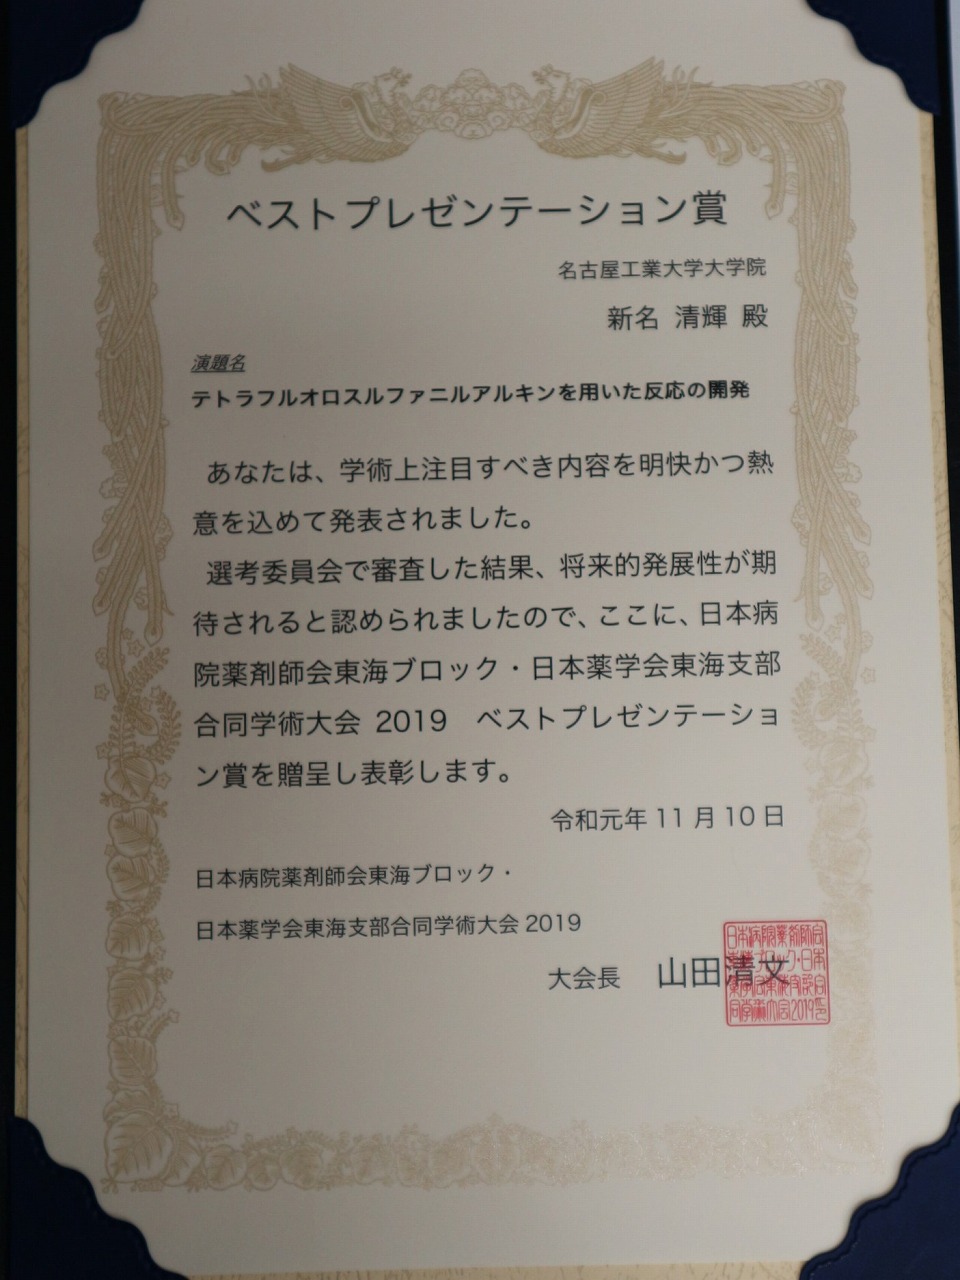 ベストプレゼンテーション賞
名古屋工業大学大学院
新名 清輝 殿
演題名
テトラフルオロスルファニルアルキンを用いた反応の開発
あなたは、学術上注目すべき内容を明快かつ熱
意を込めて発表されました。
選考委員会で審査した結果、将来的発展性が期
待されると認められましたので、ここに、日本病
院薬剤師会東海ブロック・日本薬学会東海支部
合同学術大会 2019 ベストプレゼンテーショ
ン賞を贈呈し表彰します。
令和元年 11 月 10 日
日本病院薬剤師会東海ブロック・
日本薬学会東海支部合同学術大会 2019
大会長 山田清文